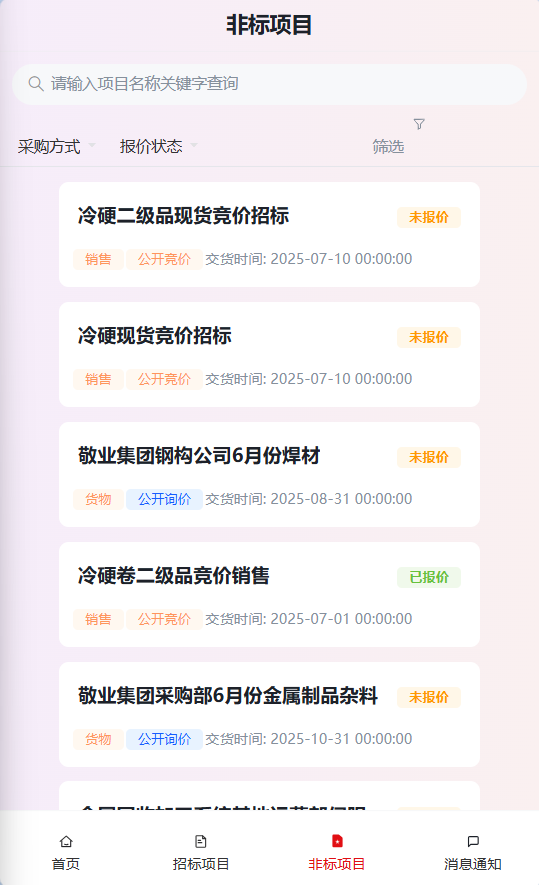 非标项目
请输入项目名称关键字查询
采购方式 报价状态 筛选
冷硬二级品现货竞价招标 未报价
销售 公开竞价 交货时间: 2025-07-10 00:00:00
冷硬现货竞价招标 未报价
销售 公开竞价 交货时间: 2025-07-10 00:00:00
敬业集团钢构公司6月份焊材 未报价
货物 公开询价 交货时间: 2025-08-31 00:00:00
冷硬卷二级品竞价销售 已报价
销售 公开竞价 交货时间: 2025-07-01 00:00:00
敬业集团采购部6月份金属制品杂料 未报价
货物 公开询价 交货时间: 2025-10-31 00:00:00
首页 招标项目 非标项目 消息通知